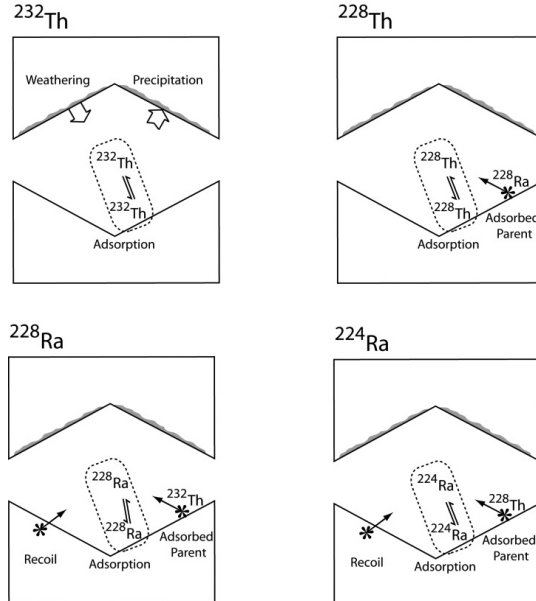 ²³²Th
Weathering Precipitation
²³²Th
²³²Th
Adsorption
²²⁸Th
²²⁸Th
²²⁸Ra
²²⁸Th
Adsorbed
Parent
Adsorption
²²⁸Ra
²²⁸Ra
²³²Th
²²⁸Ra
Adsorbed
Parent
Recoil
Adsorption
²²⁴Ra
²²⁴Ra
²²⁸Th
²²⁴Ra
Adsorbed
Parent
Recoil
Adsorption